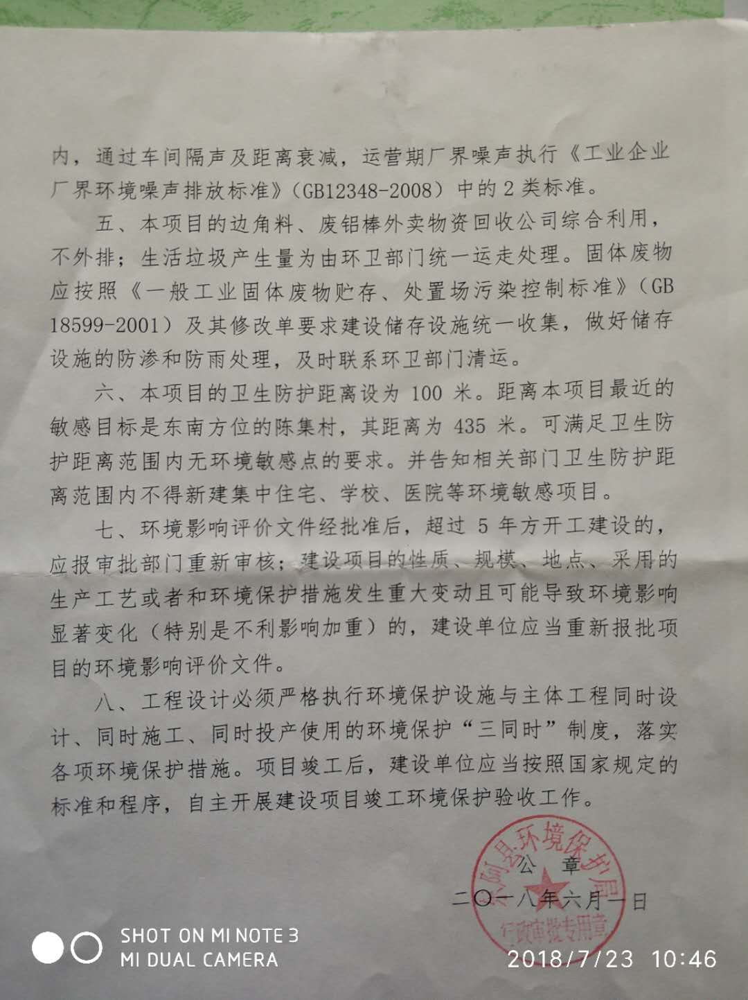 内，通过车间隔声及距离衰减，运营期厂界噪声执行《工业企业
厂界环境噪声排放标准》（GB12348-2008）中的2类标准。
五、本项目的边角料、废铝棒外卖物资回收公司综合利用，
不外排；生活垃圾产生量为由环卫部门统一运走处理。固体废物
应按照《一般工业固体废物贮存、处置场污染控制标准》（GB
18599-2001）及其修改单要求建设储存设施统一收集，做好储存
设施的防渗和防雨处理，及时联系环卫部门清运。
六、本项目的卫生防护距离设为 100 米。距离本项目最近的
敏感目标是东南方位的陈集村，其距离为 435 米。可满足卫生防
护距离范围内无环境敏感点的要求。并告知相关部门卫生防护距
离范围内不得新建集中住宅、学校、医院等环境敏感项目。
七、环境影响评价文件经批准后，超过 5 年方开工建设的，
应报审批部门重新审核；建设项目的性质、规模、地点、采用的
生产工艺或者和环境保护措施发生重大变动且可能导致环境影响
显著变化（特别是不利影响加重）的，建设单位应当重新报批项
目的环境影响评价文件。
八、工程设计必须严格执行环境保护设施与主体工程同时设
计、同时施工、同时投产使用的环境保护“三同时”制度，落实
各项环境保护措施。项目竣工后，建设单位应当按照国家规定的
标准和程序，自主开展建设项目竣工环境保护验收工作。
东阿县环境保护局
公 章
二〇一八年六月一日
行政审批专用章
SHOT ON MI NOTE 3
MI DUAL CAMERA
2018/7/23 10:46